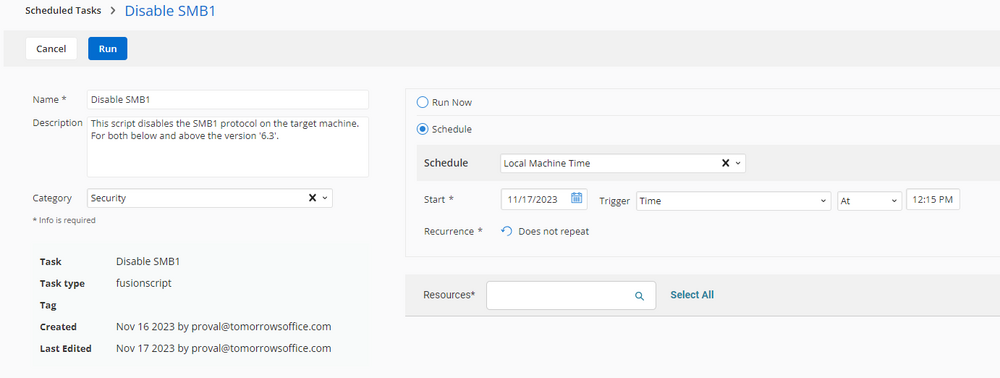 Scheduled Tasks > Disable SMB1
Cancel Run
Name * Disable SMB1
Description This script disables the SMB1 protocol on the target machine.
For both below and above the version '6.3'.
Category Security
* Info is required
Task Disable SMB1
Task type fusionscript
Tag
Created Nov 16 2023 by proval@tomorrowsoffice.com
Last Edited Nov 17 2023 by proval@tomorrowsoffice.com
Run Now
Schedule
Schedule Local Machine Time
Start * 11/17/2023 Trigger Time At 12:15 PM
Recurrence * Does not repeat
Resources* Select All